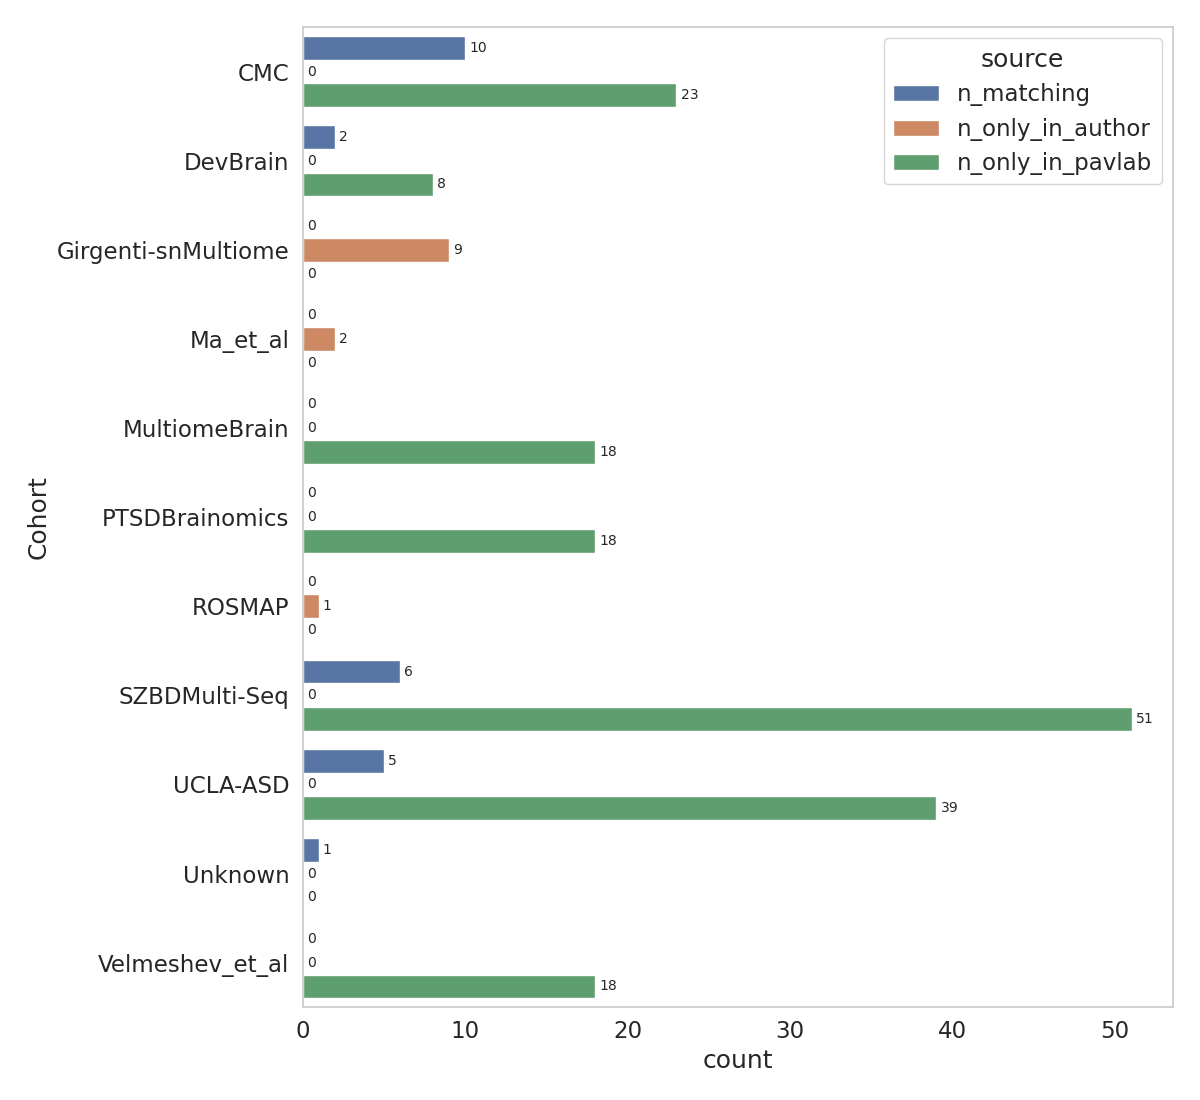 source
n_matching
n_only_in_author
n_only_in_pavlab
Cohort
CMC
10
0
23
DevBrain
2
0
8
Girgenti-snMultiome
0
9
0
Ma_et_al
0
2
0
MultiomeBrain
0
0
18
PTSDBrainomics
0
0
18
ROSMAP
0
1
0
SZBDMulti-Seq
6
0
51
UCLA-ASD
5
0
39
Unknown
1
0
0
Velmeshev_et_al
0
0
18
0 10 20 30 40 50
count